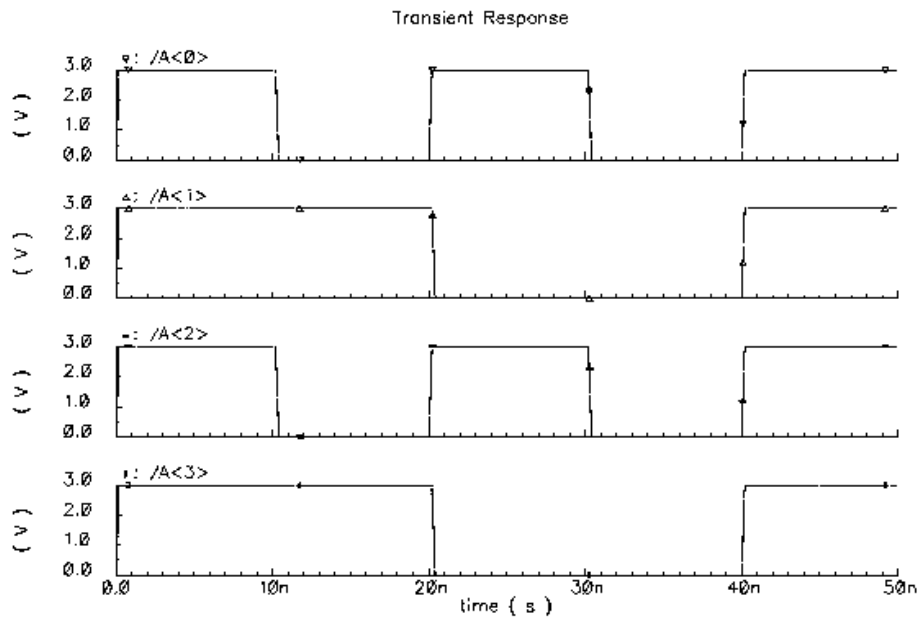 Transient Response
▿: /A<0>
3.0
2.0
1.0
0.0
(V)
▵: /A<1>
3.0
2.0
1.0
0.0
(V)
-: /A<2>
3.0
2.0
1.0
0.0
(V)
: /A<3>
3.0
2.0
1.0
0.0
(V)
0.0 10n 20n 30n 40n 50n
time ( s )